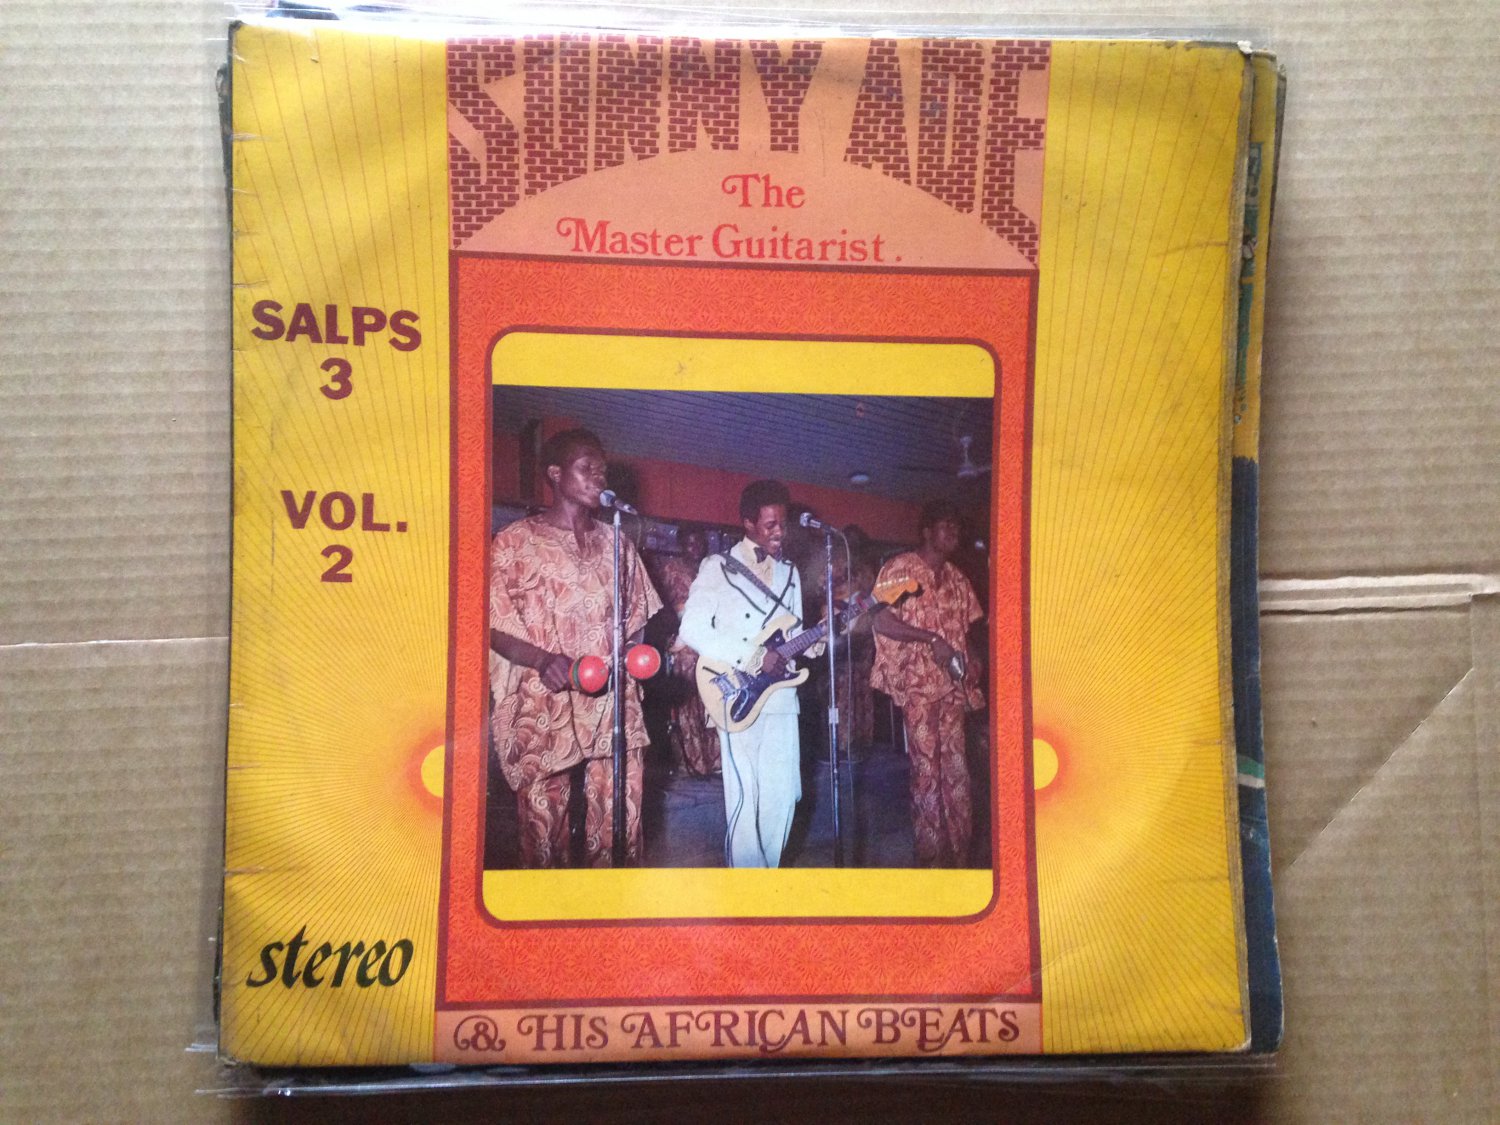 SUNNY ADE
The
Master Guitarist.
SALPS
3
VOL.
2
stereo
& HIS AFRICAN BEATS